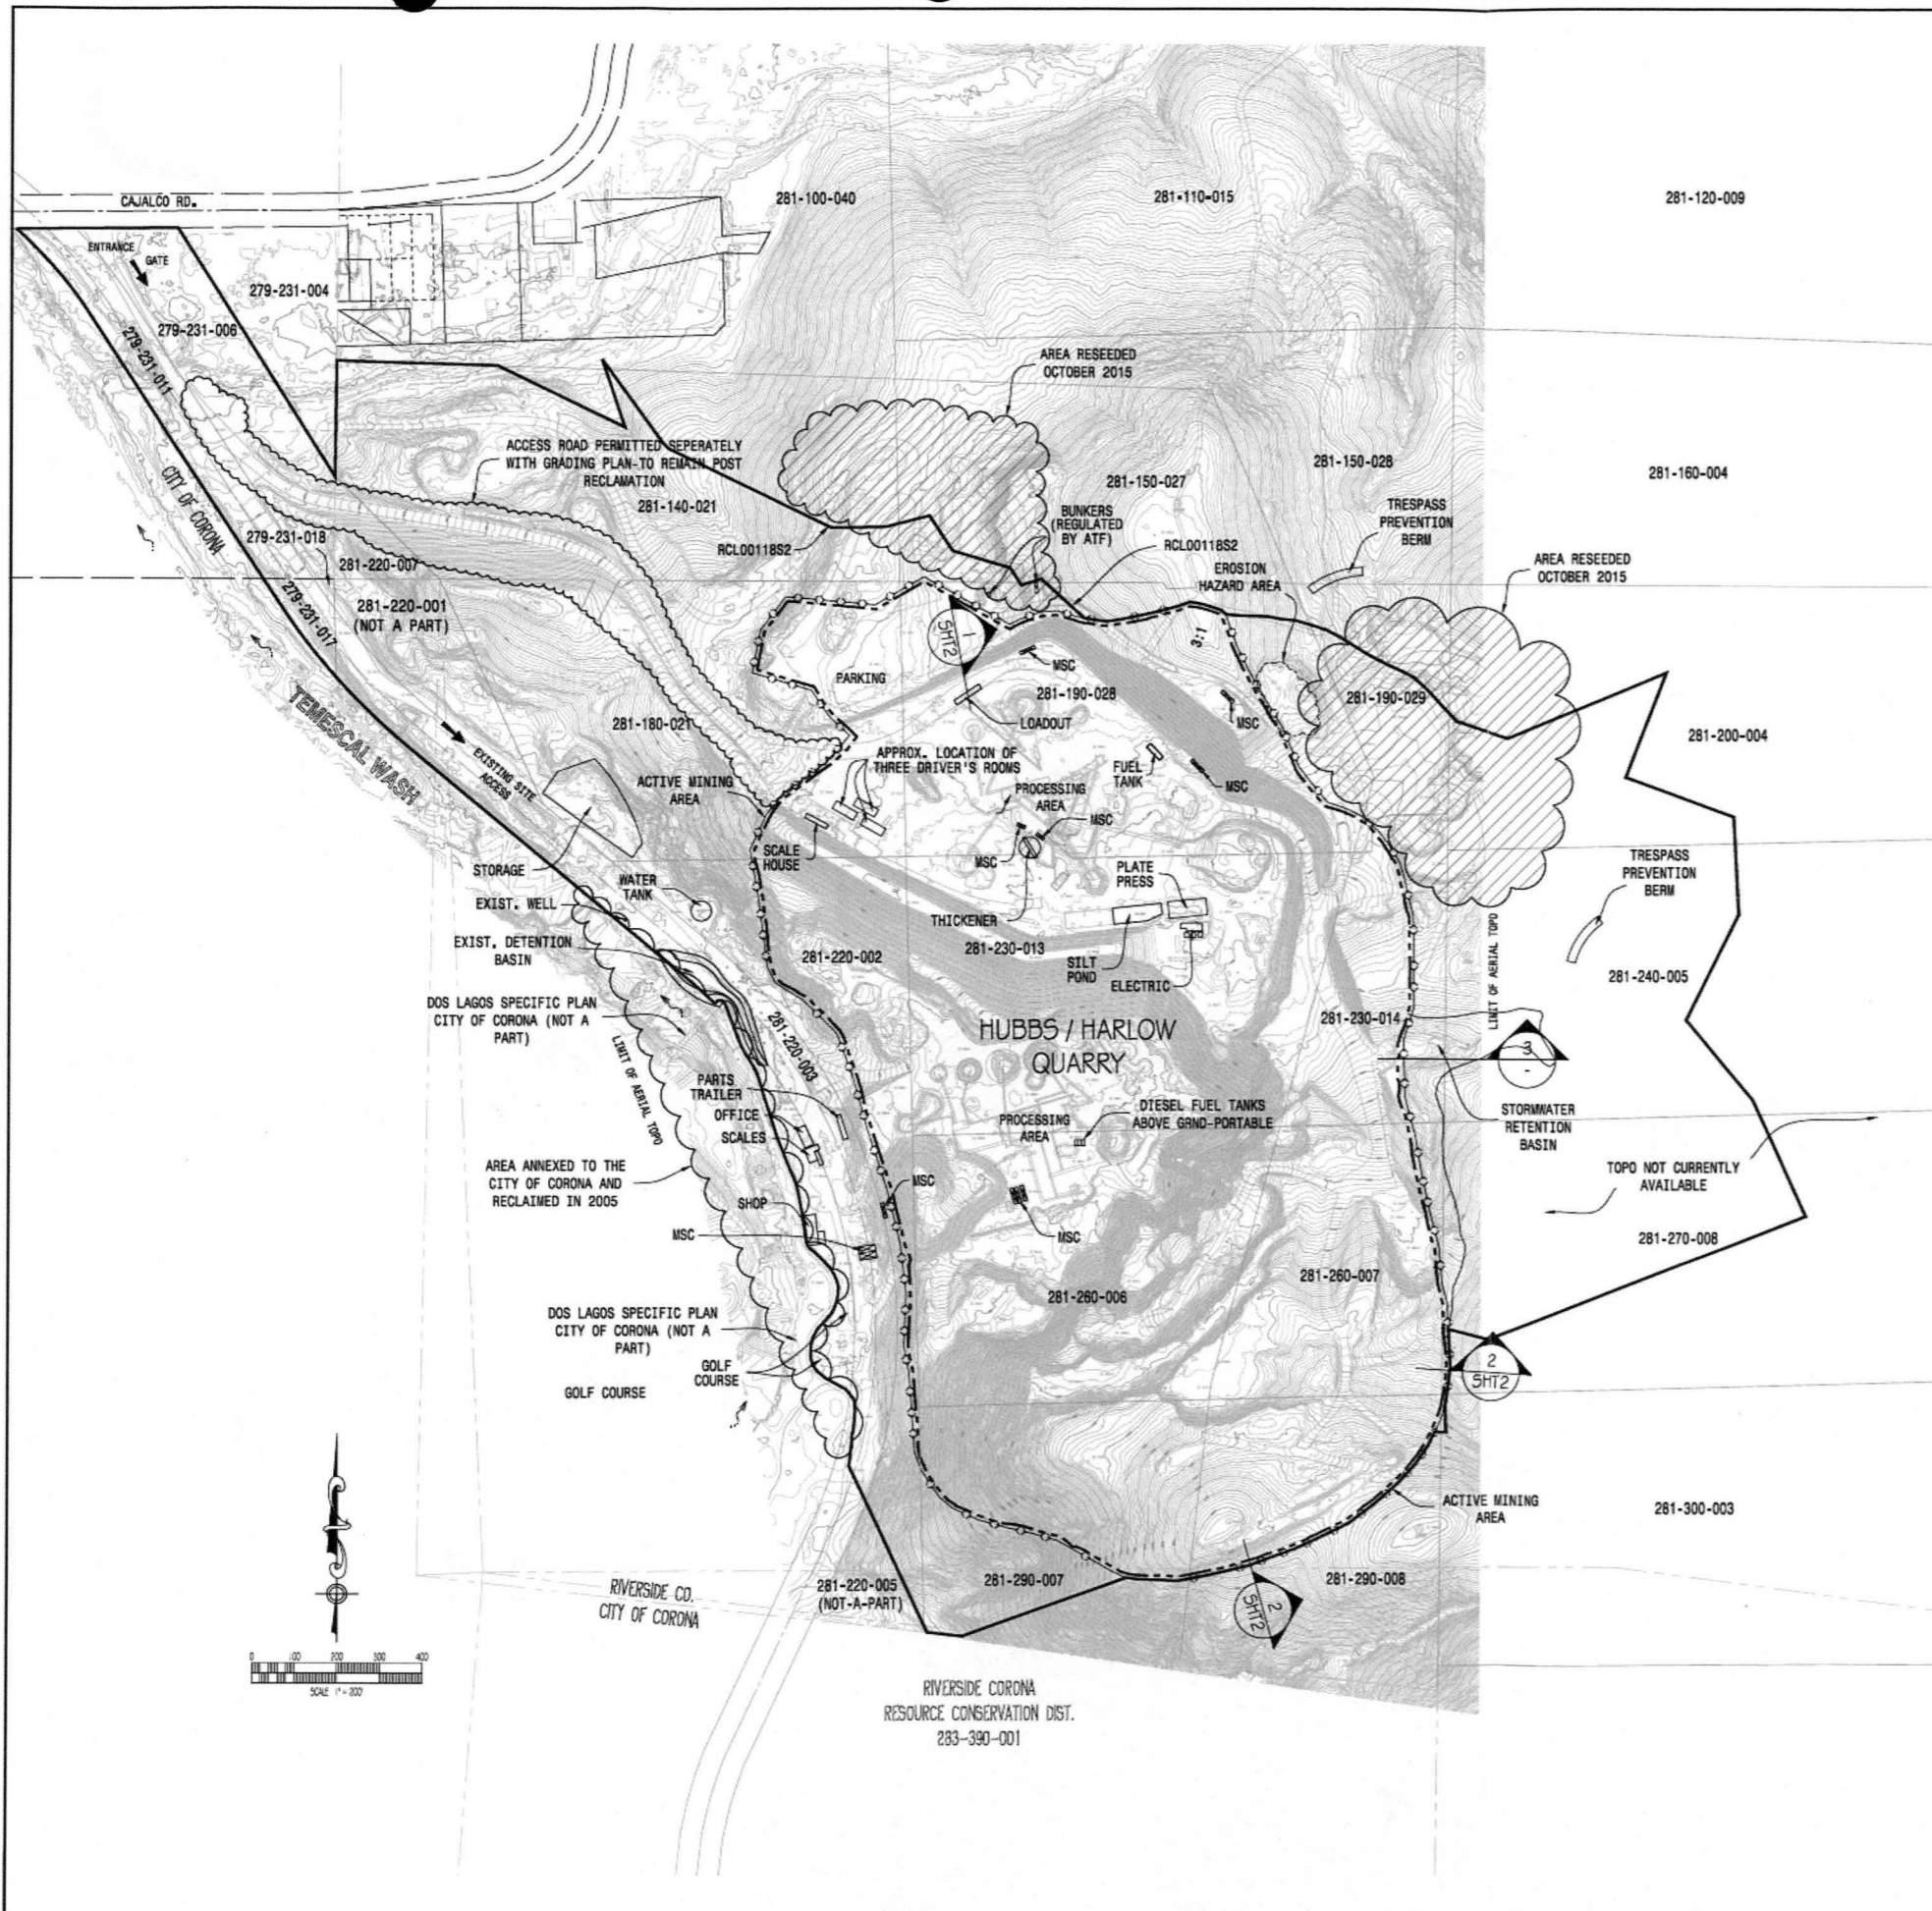 CAJALCO RD.
ENTRANCE
GATE
279-231-004
279-231-006
279-231-011
281-100-040
281-110-015
281-120-009
AREA RESEEDED
OCTOBER 2015
ACCESS ROAD PERMITTED SEPERATELY
WITH GRADING PLAN-TO REMAIN POST
RECLAMATION
281-140-021
281-150-027
281-150-028
281-160-004
CITY OF CORONA
279-231-018
281-220-007
RCL00118S2
BUNKERS
(REGULATED
BY ATF)
RCL00118S2
TRESPASS
PREVENTION
BERM
EROSION
HAZARD AREA
AREA RESEEDED
OCTOBER 2015
279-231-017
281-220-001
(NOT A PART)
1
SHT2
3:1
MSC
PARKING
281-190-028
281-190-029
TEMESCAL WASH
281-180-021
LOADOUT
MSC
281-200-004
EXISTING SITE
ACCESS
ACTIVE MINING
AREA
APPROX. LOCATION OF
THREE DRIVER'S ROOMS
FUEL
TANK
PROCESSING
AREA
MSC
MSC
STORAGE
SCALE
HOUSE
MSC
WATER
TANK
PLATE
PRESS
TRESPASS
PREVENTION
BERM
EXIST. WELL
THICKENER
EXIST. DETENTION
BASIN
281-220-002
281-230-013
SILT
POND
ELECTRIC
LIMIT OF AERIAL TOPO
281-240-005
DOS LAGOS SPECIFIC PLAN
CITY OF CORONA (NOT A
PART)
281-220-003
HUBBS / HARLOW
QUARRY
281-230-014
3
-
LIMIT OF AERIAL TOPO
PARTS
TRAILER
OFFICE
SCALES
PROCESSING
AREA
DIESEL FUEL TANKS
ABOVE GRND-PORTABLE
STORMWATER
RETENTION
BASIN
AREA ANNEXED TO THE
CITY OF CORONA AND
RECLAIMED IN 2005
MSC
TOPO NOT CURRENTLY
AVAILABLE
SHOP
MSC
MSC
281-270-008
281-260-007
281-260-006
DOS LAGOS SPECIFIC PLAN
CITY OF CORONA (NOT A
PART)
GOLF
COURSE
GOLF COURSE
2
SHT2
ACTIVE MINING
AREA
281-300-003
RIVERSIDE CO.
CITY OF CORONA
281-220-005
(NOT-A-PART)
281-290-007
281-290-008
2
SHT2
0 100 200 300 400
SCALE 1" = 200'
RIVERSIDE CORONA
RESOURCE CONSERVATION DIST.
283-390-001